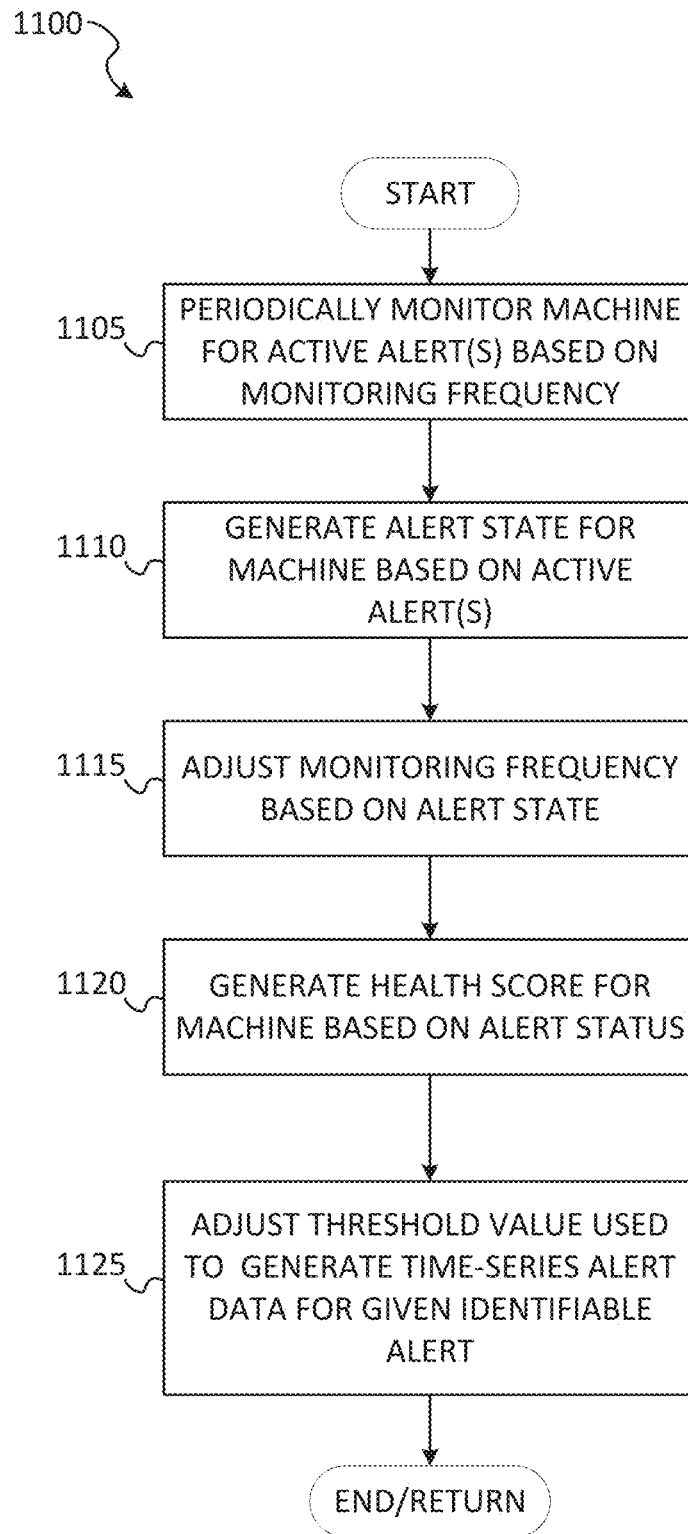 1100
START
1105
PERIODICALLY MONITOR MACHINE
FOR ACTIVE ALERT(S) BASED ON
MONITORING FREQUENCY
1110
GENERATE ALERT STATE FOR
MACHINE BASED ON ACTIVE
ALERT(S)
1115
ADJUST MONITORING FREQUENCY
BASED ON ALERT STATE
1120
GENERATE HEALTH SCORE FOR
MACHINE BASED ON ALERT STATUS
1125
ADJUST THRESHOLD VALUE USED
TO GENERATE TIME-SERIES ALERT
DATA FOR GIVEN IDENTIFIABLE
ALERT
END/RETURN